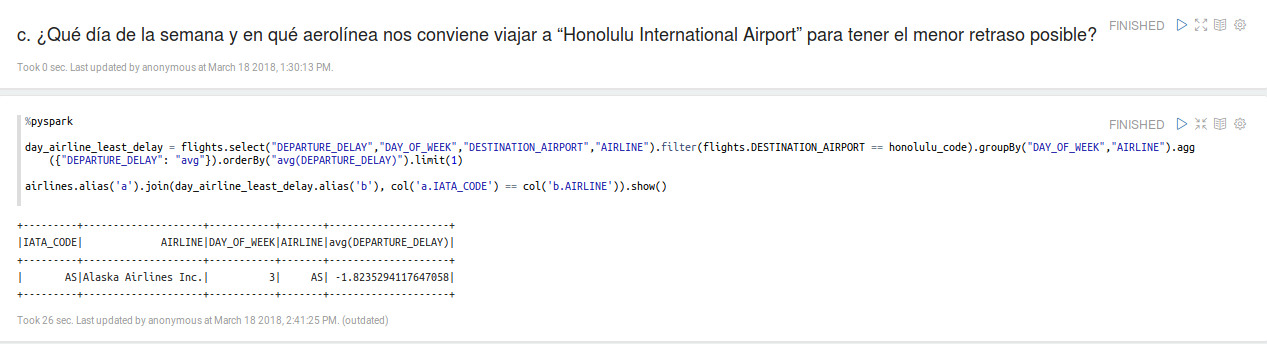 c. ¿Qué día de la semana y en qué aerolínea nos conviene viajar a “Honolulu International Airport” para tener el menor retraso posible?
FINISHED
Took 0 sec. Last updated by anonymous at March 18 2018, 1:30:13 PM.
FINISHED
%pyspark
day_airline_least_delay = flights.select("DEPARTURE_DELAY","DAY_OF_WEEK","DESTINATION_AIRPORT","AIRLINE").filter(flights.DESTINATION_AIRPORT == honolulu_code).groupBy("DAY_OF_WEEK","AIRLINE").agg
({"DEPARTURE_DELAY": "avg"}).orderBy("avg(DEPARTURE_DELAY)").limit(1)
airlines.alias('a').join(day_airline_least_delay.alias('b'), col('a.IATA_CODE') == col('b.AIRLINE')).show()
+---------+--------------------+-----------+-------+--------------------+
|IATA_CODE|             AIRLINE|DAY_OF_WEEK|AIRLINE|avg(DEPARTURE_DELAY)|
+---------+--------------------+-----------+-------+--------------------+
|       AS|Alaska Airlines Inc.|          3|     AS| -1.8235294117647058|
+---------+--------------------+-----------+-------+--------------------+
Took 26 sec. Last updated by anonymous at March 18 2018, 2:41:25 PM. (outdated)